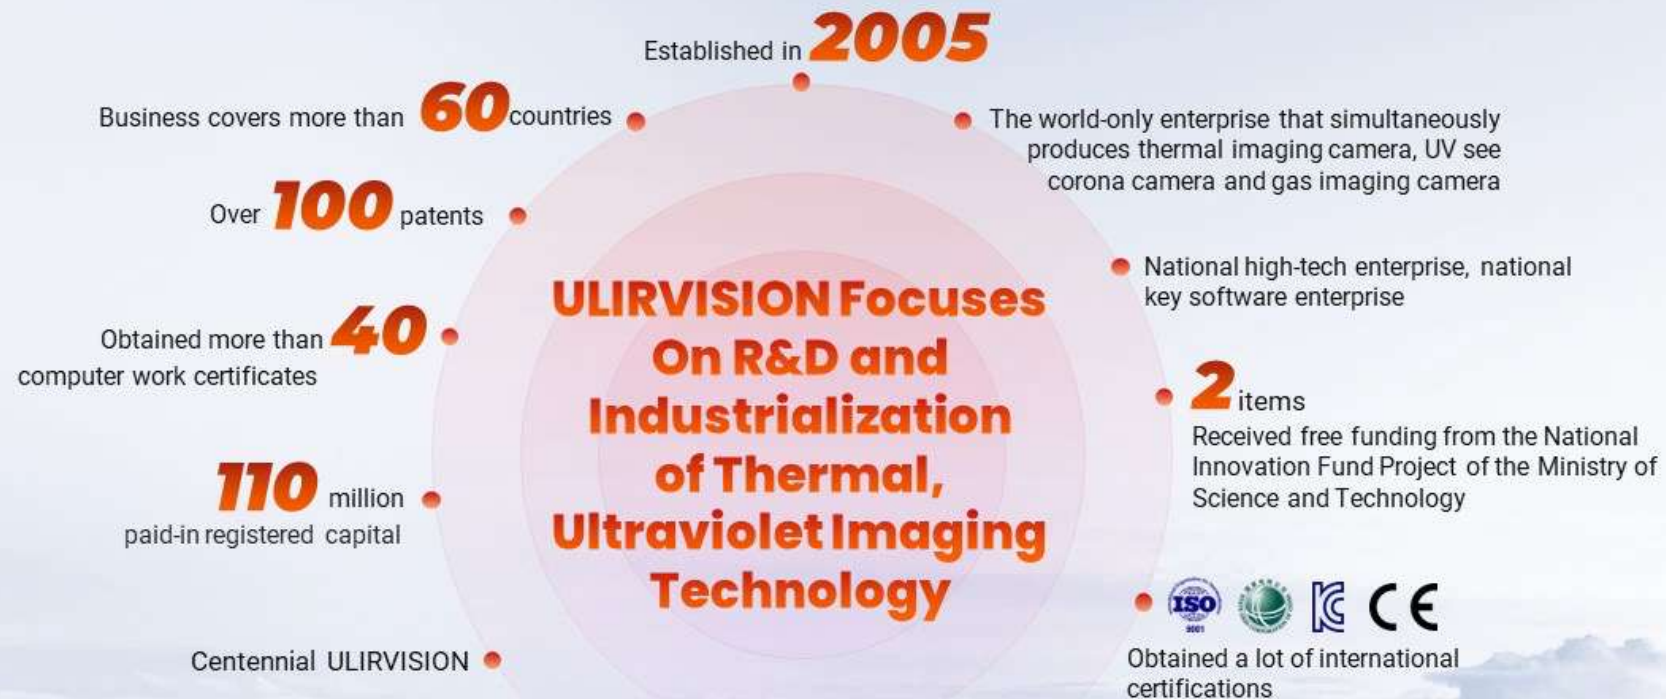 Established in 2005
Business covers more than 60 countries
The world-only enterprise that simultaneously
produces thermal imaging camera, UV see
corona camera and gas imaging camera
Over 100 patents
National high-tech enterprise, national
key software enterprise
ULIRVISION Focuses
On R&D and
Industrialization
of Thermal,
Ultraviolet Imaging
Technology
Obtained more than 40
computer work certificates
2 items
Received free funding from the National
Innovation Fund Project of the Ministry of
Science and Technology
110 million
paid-in registered capital
ISO
9001
CE
Obtained a lot of international
certifications
Centennial ULIRVISION